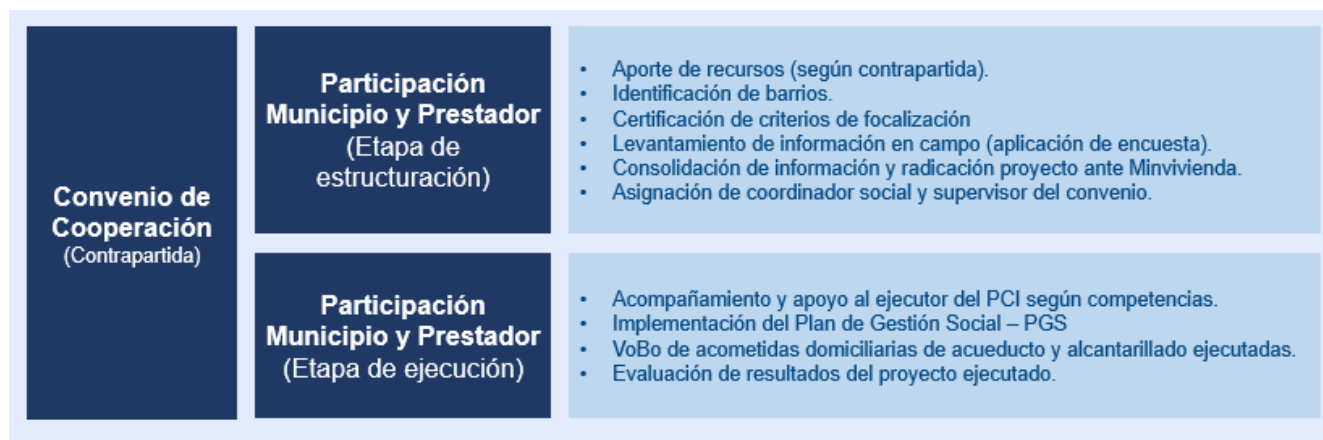 Convenio de
Cooperación
(Contrapartida)
Participación
Municipio y Prestador
(Etapa de
estructuración)
• Aporte de recursos (según contrapartida).
• Identificación de barrios.
• Certificación de criterios de focalización
• Levantamiento de información en campo (aplicación de encuesta).
• Consolidación de información y radicación proyecto ante Minvivienda.
• Asignación de coordinador social y supervisor del convenio.
Participación
Municipio y Prestador
(Etapa de ejecución)
• Acompañamiento y apoyo al ejecutor del PCI según competencias.
• Implementación del Plan de Gestión Social – PGS
• VoBo de acometidas domiciliarias de acueducto y alcantarillado ejecutadas.
• Evaluación de resultados del proyecto ejecutado.